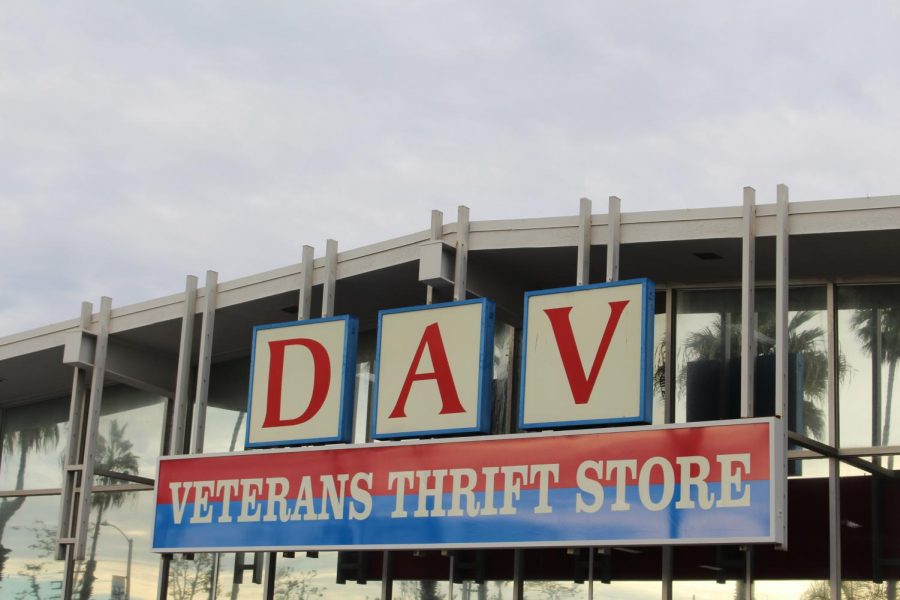 DAV
VETERANS THRIFT STORE